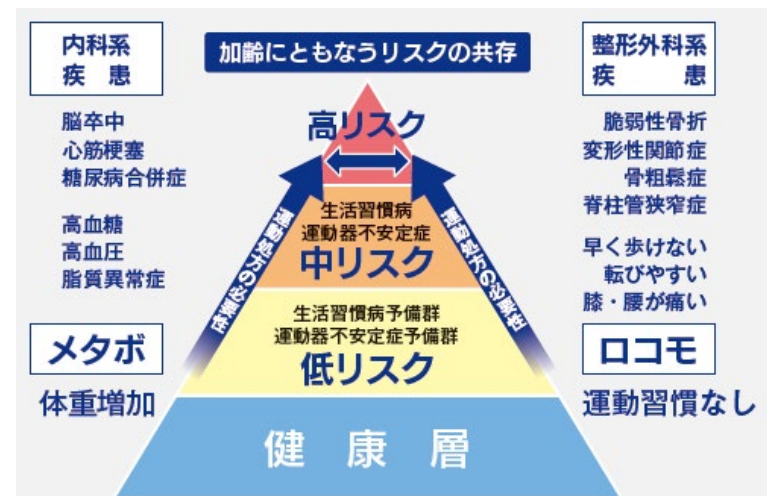 加齢にともなうリスクの共存
内科系
疾患
脳卒中
心筋梗塞
糖尿病合併症
高血糖
高血圧
脂質異常症
メタボ
体重増加
高リスク
生活習慣病
運動器不安定症
中リスク
生活習慣病予備群
運動器不安定症予備群
低リスク
健康層
運動処方の必要性
運動処方の必要性
整形外科系
疾患
脆弱性骨折
変形性関節症
骨粗鬆症
脊柱管狭窄症
早く歩けない
転びやすい
膝・腰が痛い
ロコモ
運動習慣なし